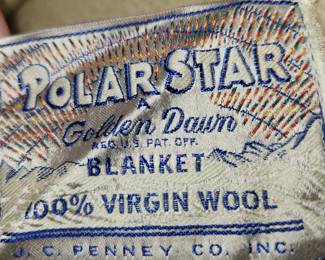 POLAR STAR
A
Golden Dawn
REG. U.S. PAT. OFF.
BLANKET
100% VIRGIN WOOL
J. C. PENNEY CO. INC.